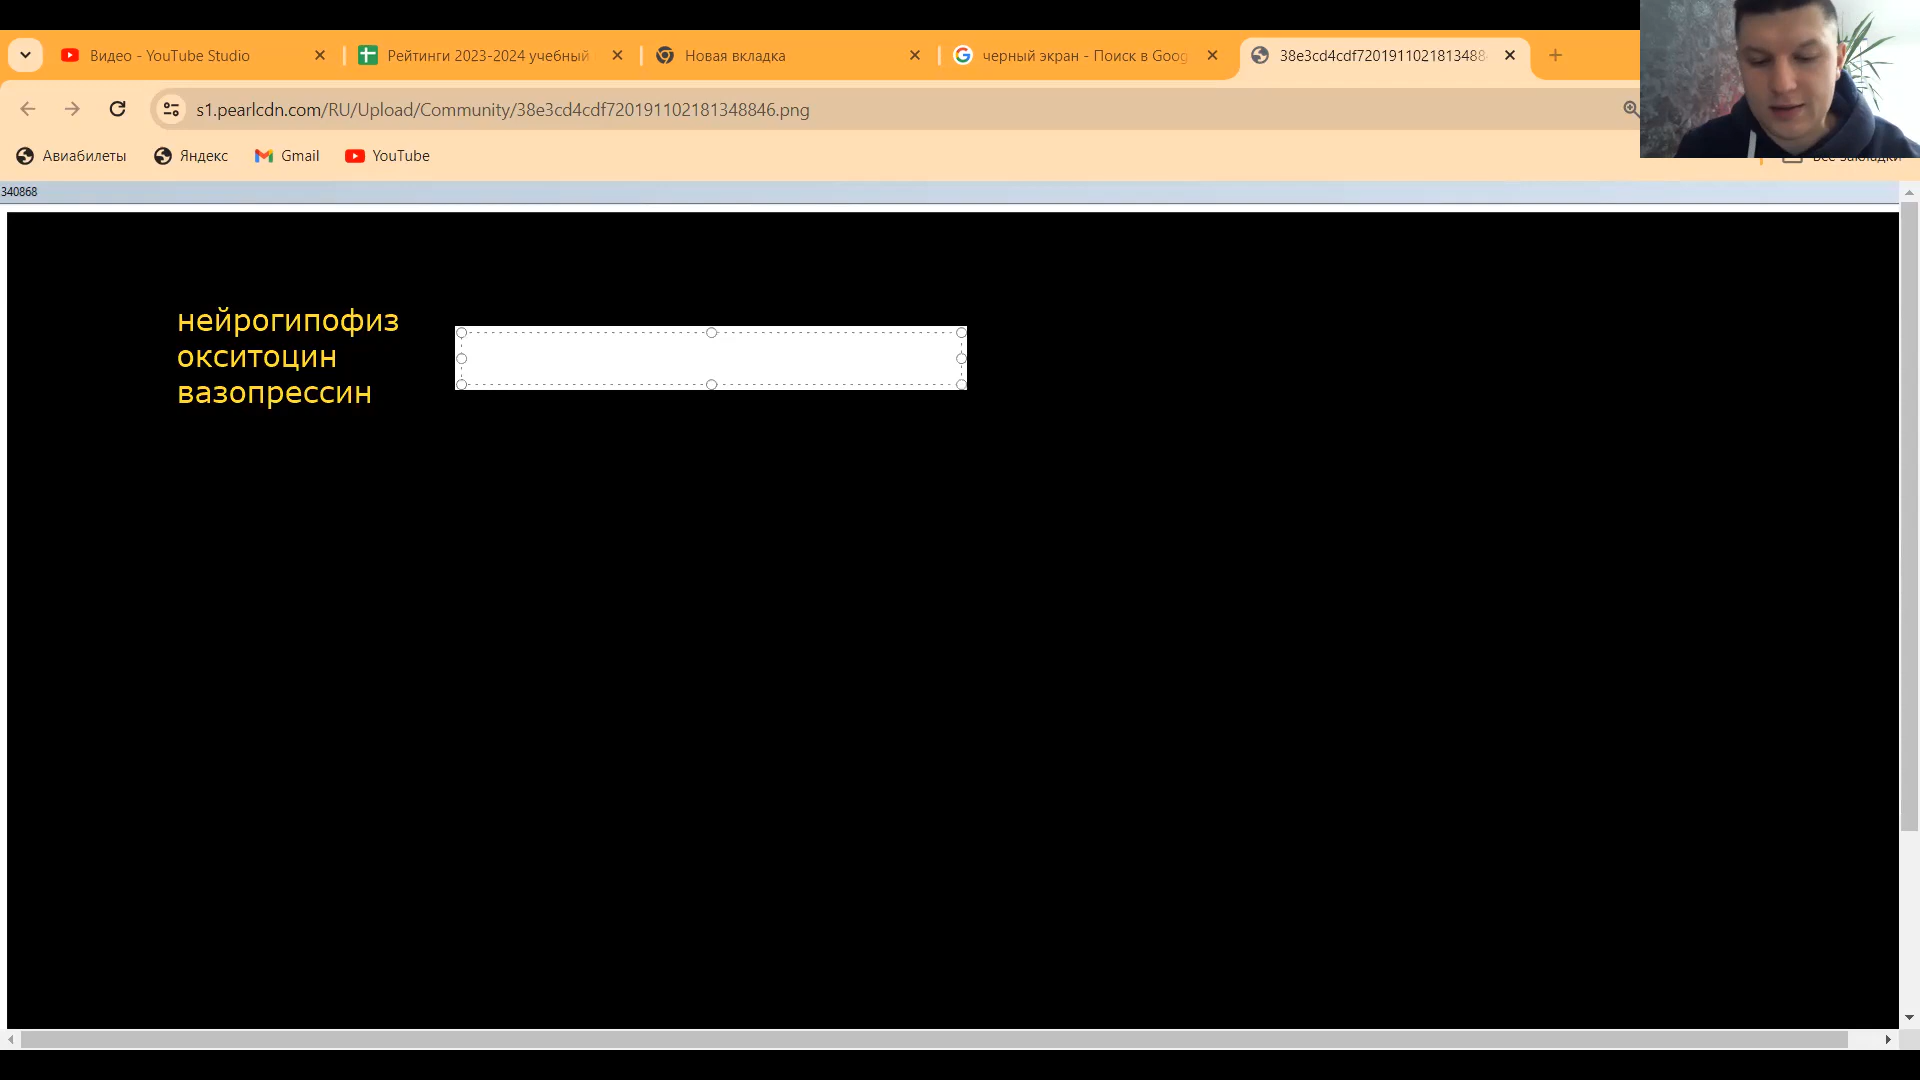 Видео - YouTube Studio
Рейтинги 2023-2024 учебный
Новая вкладка
черный экран - Поиск в Goog
38e3cd4cdf7201911021813488
s1.pearlcdn.com/RU/Upload/Community/38e3cd4cdf720191102181348846.png
Авиабилеты
Яндекс
Gmail
YouTube
340868
нейрогипофиз
окситоцин
вазопрессин